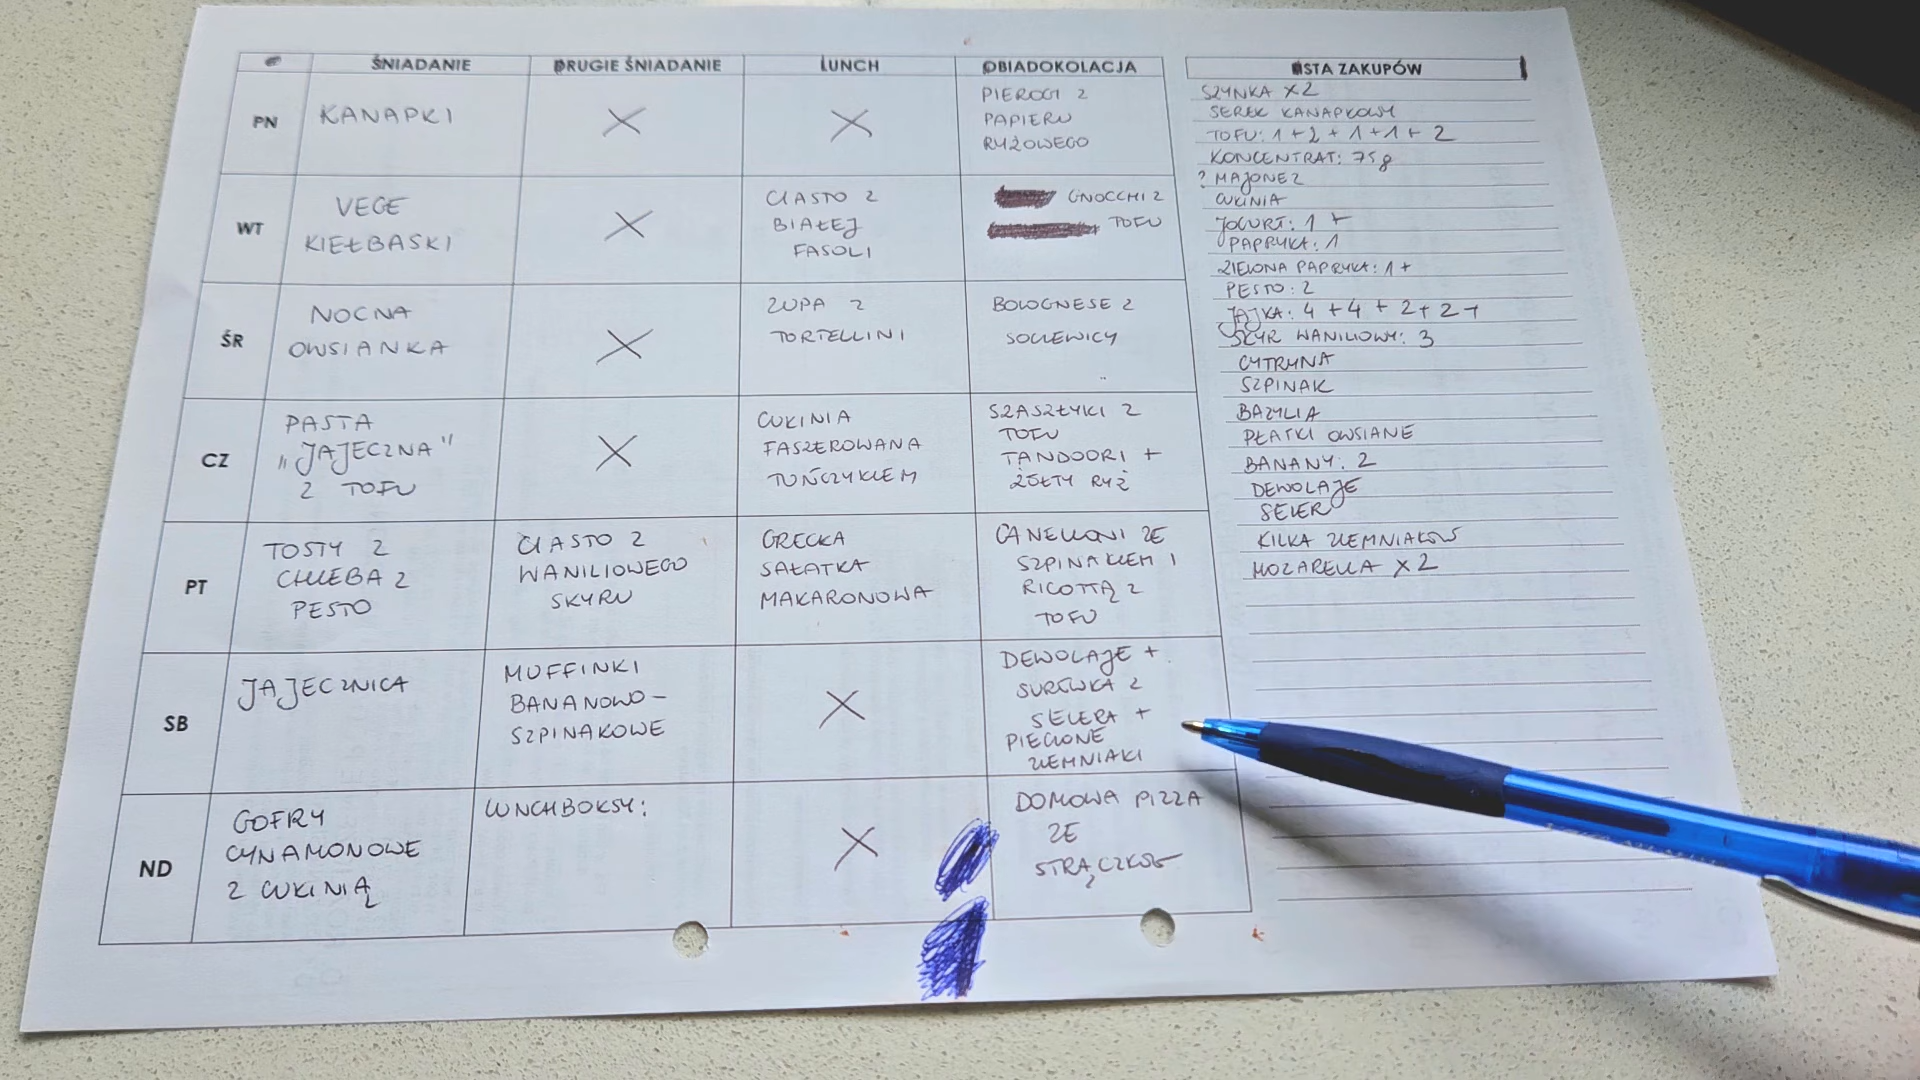 ŚNIADANIE DRUGIE ŚNIADANIE LUNCH OBIADOKOLACJA
PN
KANAPKI
PIEROGI Z
PAPIERU
RYŻOWEGO
WT
VEGE
KIEŁBASKI
CIASTO Z
BIAŁEJ
FASOLI
GNOCCHI Z
TOFU
ŚR
NOCNA
OWSIANKA
ZUPA Z
TORTELLINI
BOLOGNESE Z
SOCZEWICY
CZ
PASTA
"JAJECZNA"
Z TOFU
CUKINIA
FASZEROWANA
TUŃCZYKIEM
SZASZŁYKI Z
TOFU
TANDOORI +
ŻÓŁTY RYŻ
PT
TOSTY Z
CHLEBA Z
PESTO
CIASTO Z
WANILIOWEGO
SKYRU
GRECKA
SAŁATKA
MAKARONOWA
CANELLONI ZE
SZPINAKIEM I
RICOTTĄ Z
TOFU
SB
JAJECZNICA
MUFFINKI
BANANOWO-
SZPINAKOWE
DEWOLAJE +
SURÓWKA Z
SELERA +
PIECZONE
ZIEMNIAKI
ND
GOFRY
CYNAMONOWE
Z CUKINIĄ
LUNCHBOKSY:
DOMOWA PIZZA
ZE
STRĄCZKÓW
LISTA ZAKUPÓW
SZYNKA X2
SEREK KANAPKOWY
TOFU: 1+2+1+1+2
KONCENTRAT: 75g
? MAJONEZ
CUKINIA
JOGURT: 1 +
PAPRYKA: 1
ZIELONA PAPRYKA: 1+
PESTO: 2
JAJKA: 4+4+2+2+
SKYR WANILIOWY: 3
CYTRYNA
SZPINAK
BAZYLIA
PŁATKI OWSIANE
BANANY: 2
DEWOLAJE
SELER
KILKA ZIEMNIAKÓW
MOZARELLA X2